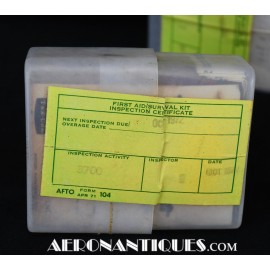 FIRST AID/SURVIVAL KIT
INSPECTION CERTIFICATE
NEXT INSPECTION DUE/
OVERAGE DATE
INSPECTION ACTIVITY
INSPECTOR
DATE
AFTO FORM APR 71 104
AERONANTIQUES.COM